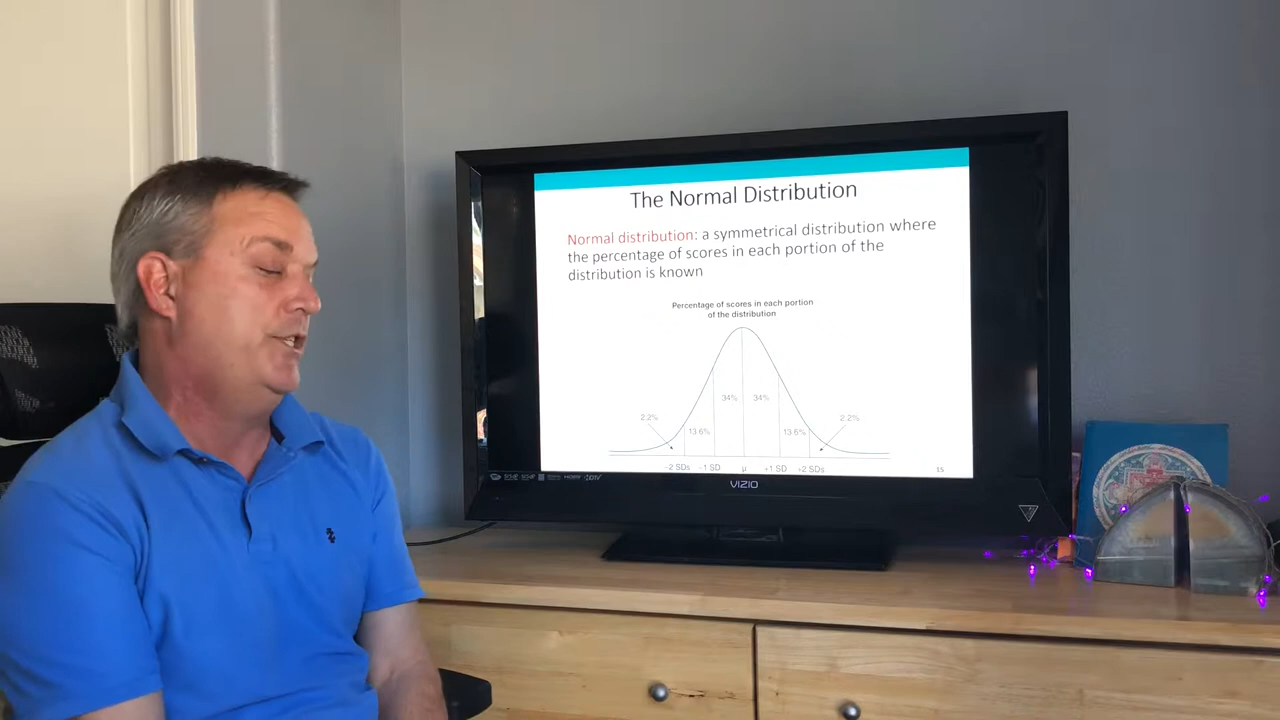 The Normal Distribution
Normal distribution: a symmetrical distribution where
the percentage of scores in each portion of the
distribution is known
Percentage of scores in each portion
of the distribution
34% 34%
2.2% 2.2%
13.6% 13.6%
-2 SDs -1 SD μ +1 SD +2 SDs
15
VIZIO